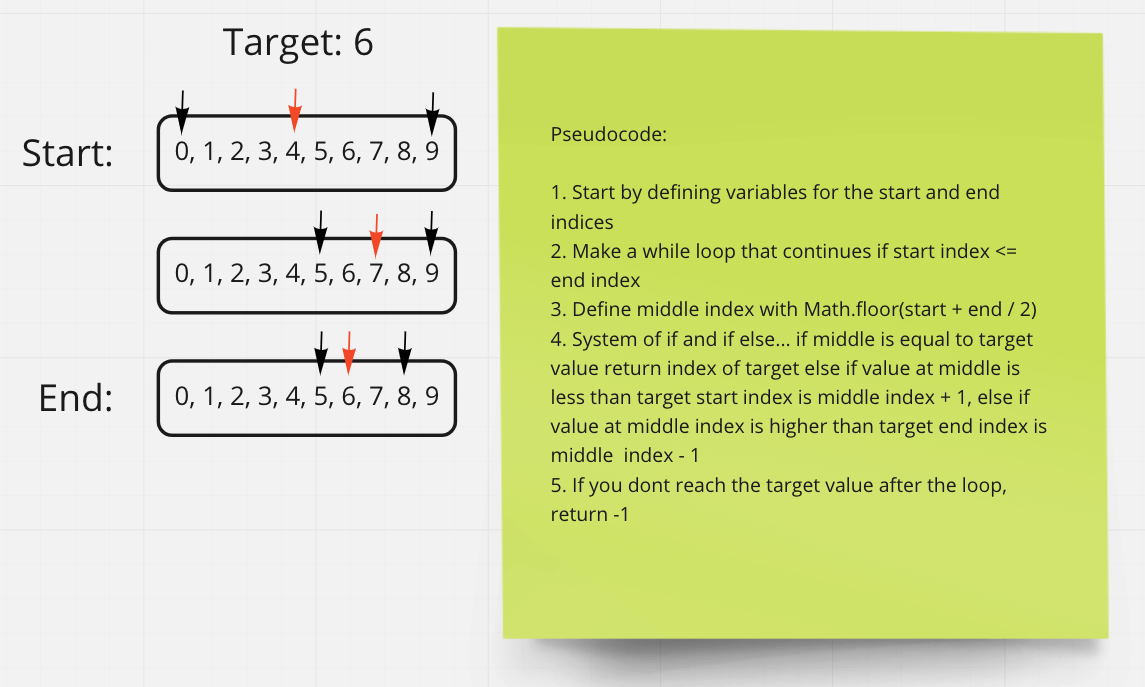 Target: 6
Start:
0, 1, 2, 3, 4, 5, 6, 7, 8, 9
0, 1, 2, 3, 4, 5, 6, 7, 8, 9
End:
0, 1, 2, 3, 4, 5, 6, 7, 8, 9
Pseudocode:
1. Start by defining variables for the start and end
indices
2. Make a while loop that continues if start index <=
end index
3. Define middle index with Math.floor(start + end / 2)
4. System of if and if else... if middle is equal to target
value return index of target else if value at middle is
less than target start index is middle index + 1, else if
value at middle index is higher than target end index is
middle  index - 1
5. If you dont reach the target value after the loop,
return -1